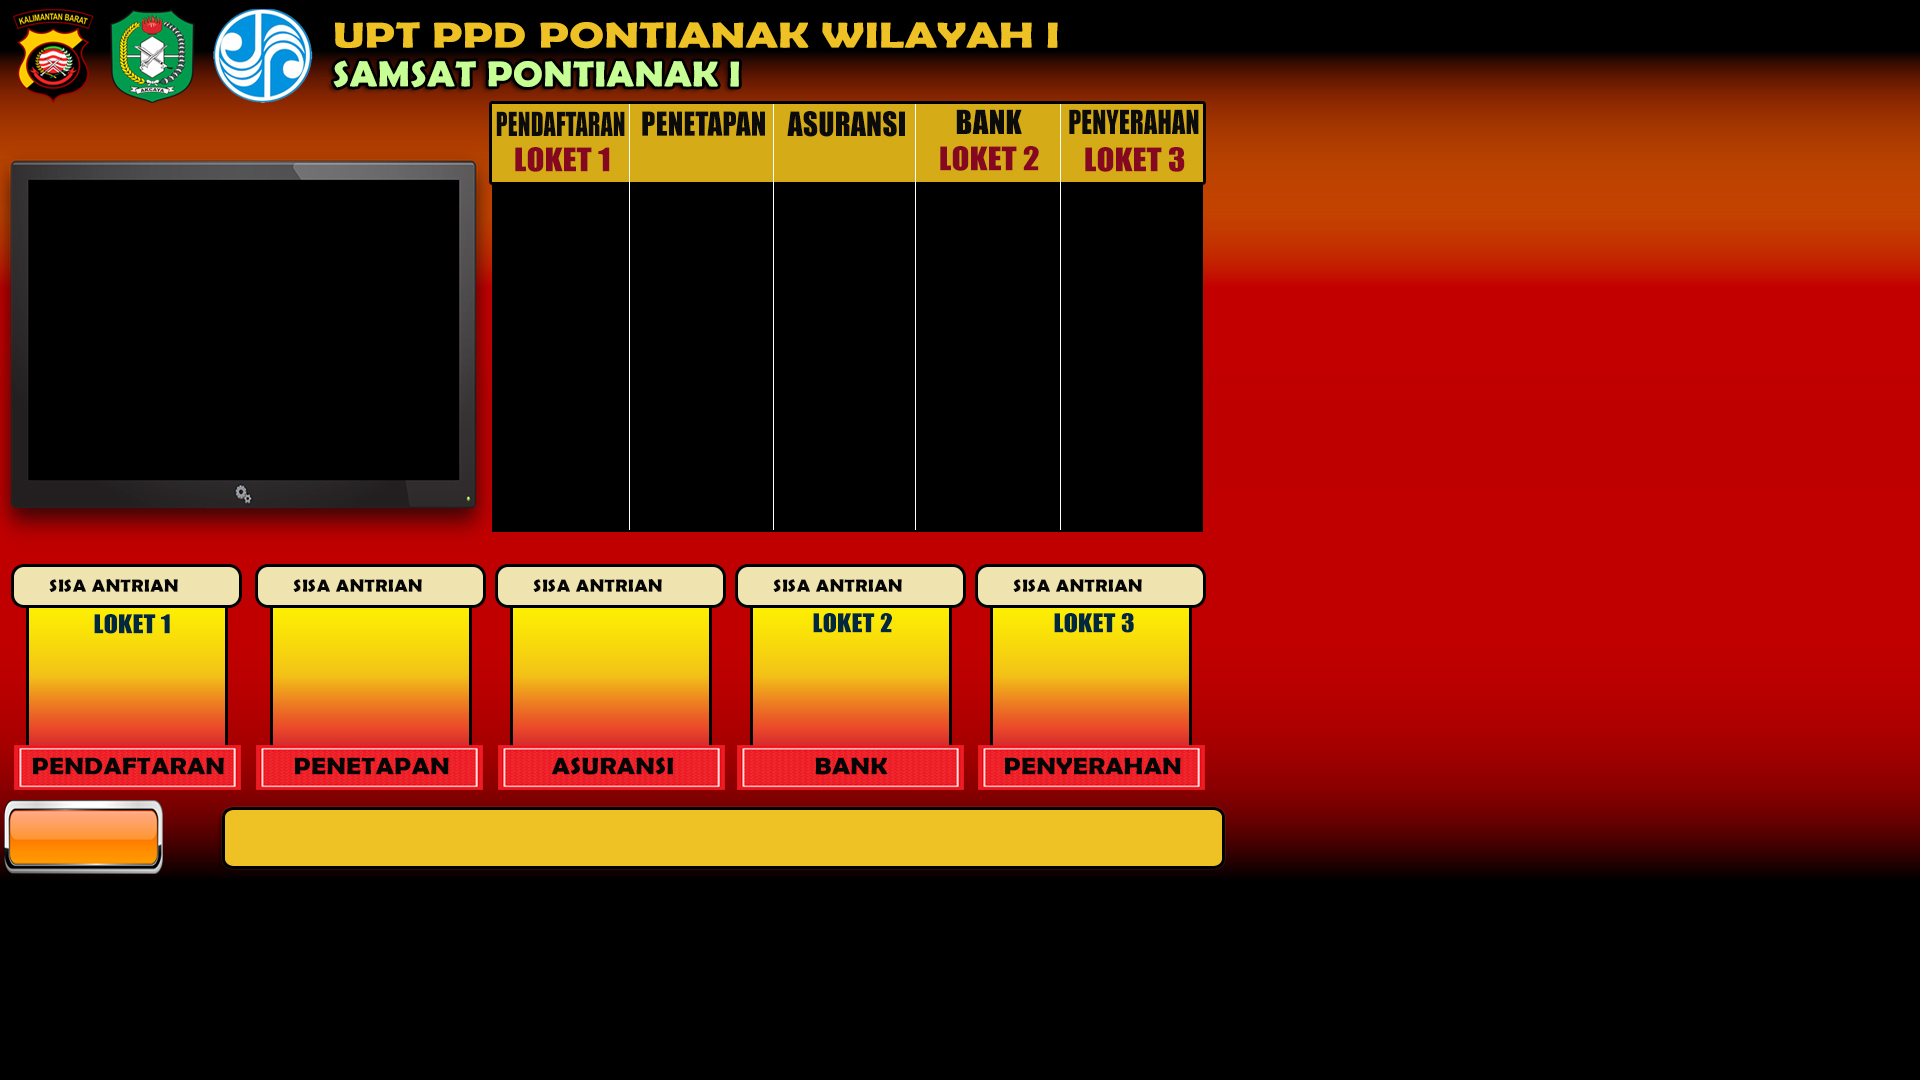 KALIMANTAN BARAT
AKCAYA
UPT PPD PONTIANAK WILAYAH I
SAMSAT PONTIANAK I
PENDAFTARAN PENETAPAN ASURANSI BANK PENYERAHAN
LOKET 1 LOKET 2 LOKET 3
SISA ANTRIAN SISA ANTRIAN SISA ANTRIAN SISA ANTRIAN SISA ANTRIAN
LOKET 1 LOKET 2 LOKET 3
PENDAFTARAN PENETAPAN ASURANSI BANK PENYERAHAN